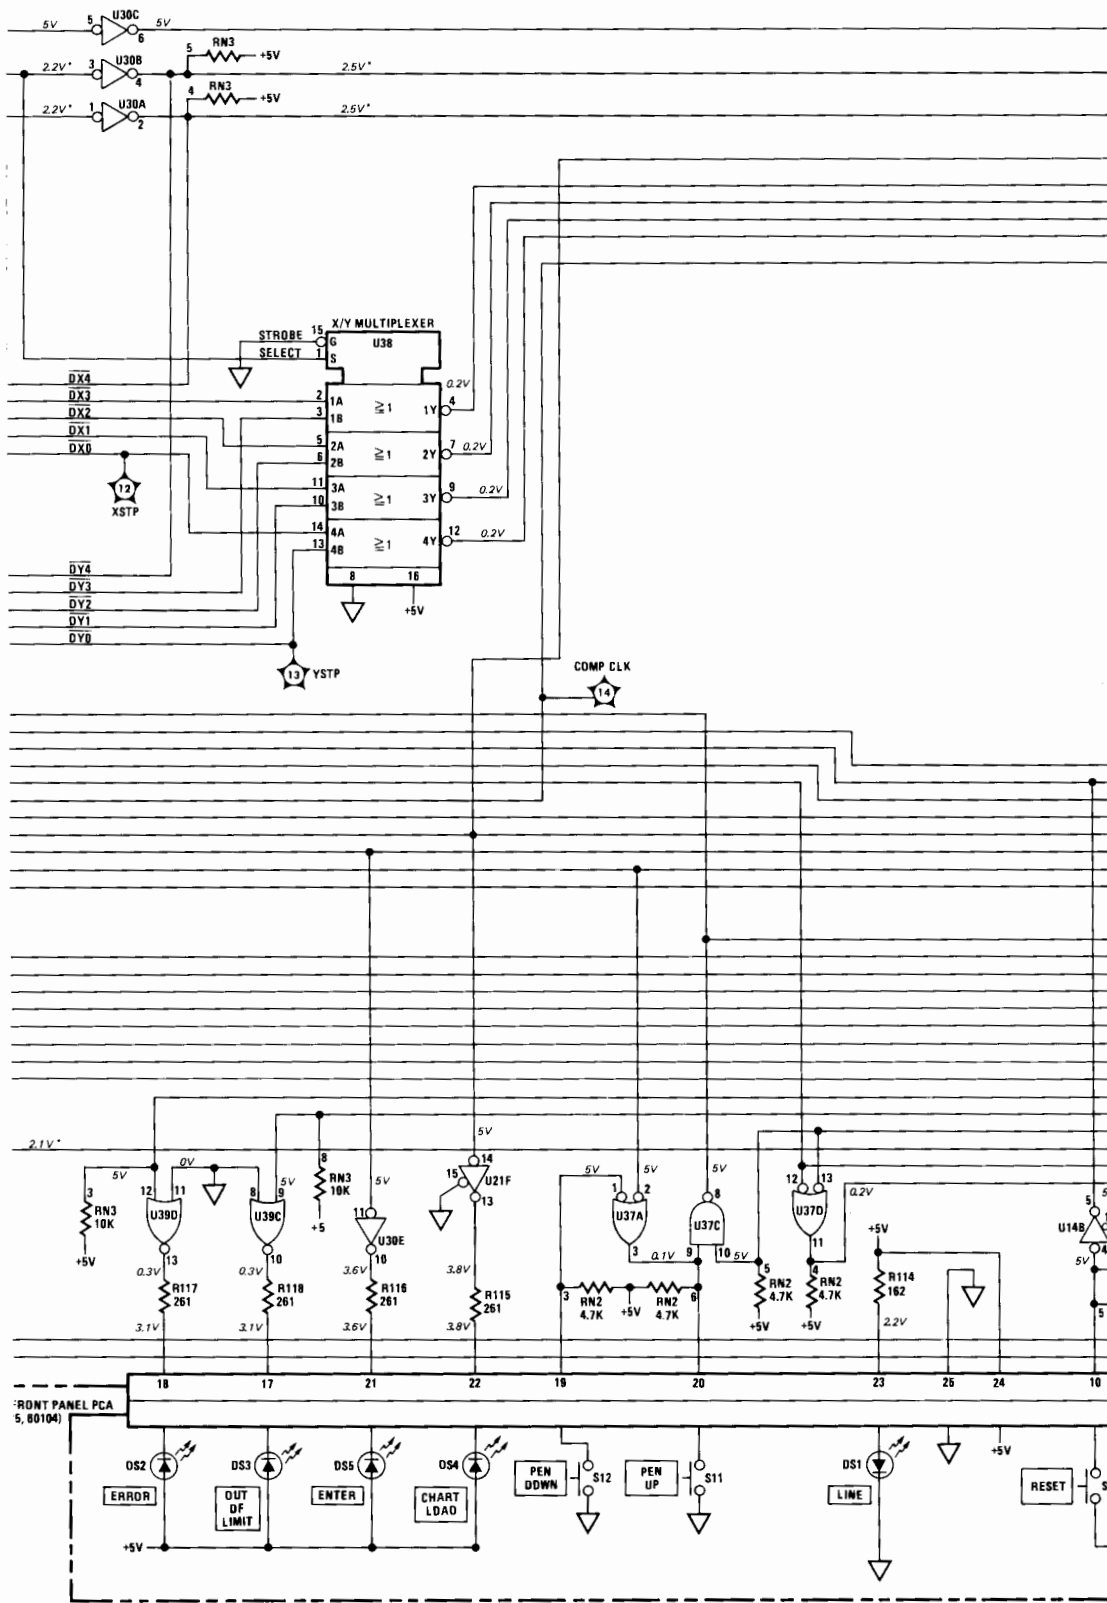 5V 5 U30C 6 5V
RN3
5 +5V
2.2V* 3 U30B 4 2.5V*
4 RN3 +5V
2.2V* 1 U30A 2 2.5V*
X/Y MULTIPLEXER
STROBE 15 G U38
SELECT 1 S
DX4
DX3
DX2
DX1
DX0
12
XSTP
0.2V
2 1A ≧1 1Y 4
3 1B
5 2A ≧1 2Y 7 0.2V
6 2B
11 3A ≧1 3Y 9 0.2V
10 3B
14 4A ≧1 4Y 12 0.2V
13 4B
8 16
+5V
DY4
DY3
DY2
DY1
DY0
13 YSTP
COMP CLK
14
2.1V*
5V 0V
3 12 11
RN3
10K
+5V
U39D
13
0.3V
R117
261
3.1V
5V
8 9
U39C
10
0.3V
R118
261
3.1V
8
RN3
10K
+5
5V
11
U30E
10
3.6V
R116
261
3.6V
5V
14
15 U21F
13
3.8V
R115
261
3.8V
5V 5V
1 2
U37A
3
0.1V
3 RN2
4.7K
+5V
RN2 6
4.7K
5V
8
U37C
9 10 5V
5
RN2
4.7K
+5V
12 13
U37D
11
0.2V
4
RN2
4.7K
+5V
+5V
R114
162
2.2V
5
U14B
4
5V
5
18 17 21 22 19 20 23 25 24 10
FRONT PANEL PCA
5, 60104)
DS2
ERROR
DS3
OUT
OF
LIMIT
DS5
ENTER
DS4
CHART
LOAD
PEN
DOWN
S12
PEN
UP
S11
DS1
LINE
+5V
RESET
S
+5V